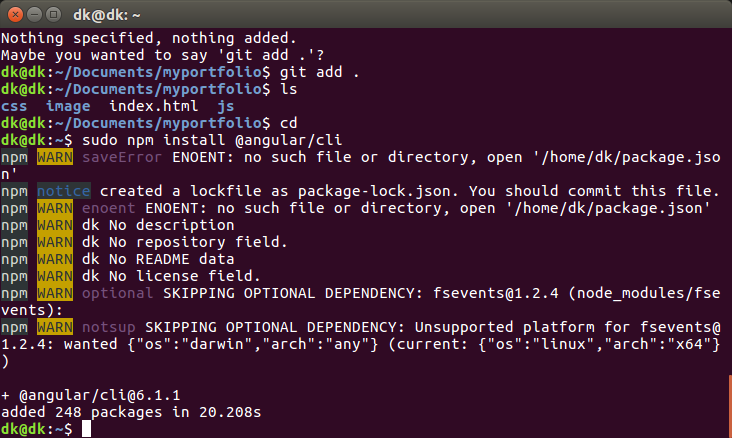 dk@dk: ~
Nothing specified, nothing added.
Maybe you wanted to say 'git add .'?
dk@dk:~/Documents/myportfolio$ git add .
dk@dk:~/Documents/myportfolio$ ls
css  image  index.html  js
dk@dk:~/Documents/myportfolio$ cd
dk@dk:~$ sudo npm install @angular/cli
npm WARN saveError ENOENT: no such file or directory, open '/home/dk/package.jso
n'
npm notice created a lockfile as package-lock.json. You should commit this file.
npm WARN enoent ENOENT: no such file or directory, open '/home/dk/package.json'
npm WARN dk No description
npm WARN dk No repository field.
npm WARN dk No README data
npm WARN dk No license field.
npm WARN optional SKIPPING OPTIONAL DEPENDENCY: fsevents@1.2.4 (node_modules/fse
vents):
npm WARN notsup SKIPPING OPTIONAL DEPENDENCY: Unsupported platform for fsevents@
1.2.4: wanted {"os":"darwin","arch":"any"} (current: {"os":"linux","arch":"x64"}
)
+ @angular/cli@6.1.1
added 248 packages in 20.208s
dk@dk:~$